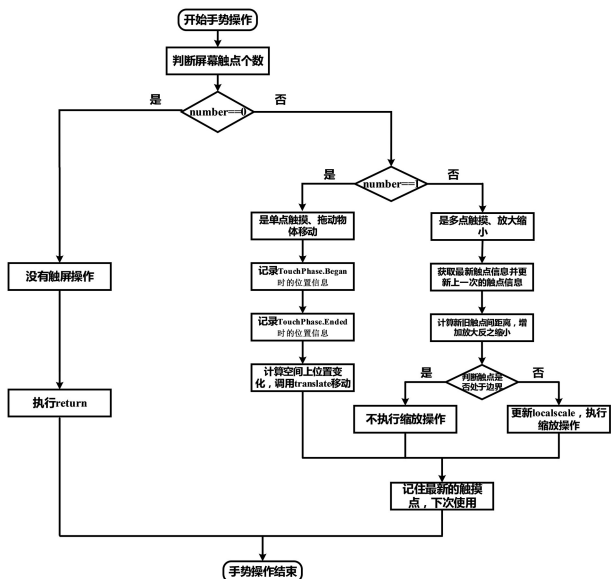 开始手势操作
判断屏幕触点个数
是
否
number==0
是
否
number==1
是单点触摸、拖动物
体移动
是多点触摸、放大缩
小
没有触屏操作
记录TouchPhase.Began
时的位置信息
获取最新触点信息并更
新上一次的触点信息
记录TouchPhase.Ended
时的位置信息
计算新旧触点间距离，增
加放大反之缩小
计算空间上位置变
化，调用translate移动
是
判断触点是
否处于边界
否
执行return
不执行缩放操作
更新localscale，执行
缩放操作
记住最新的触摸
点，下次使用
手势操作结束